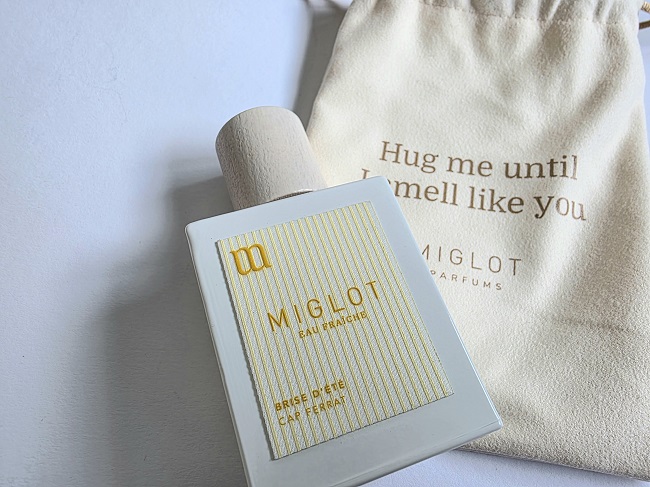 m
MIGLOT
EAU FRAÎCHE
BRISE D'ÉTÉ
CAP FERRAT
Hug me until
I smell like you
MIGLOT
PARFUMS